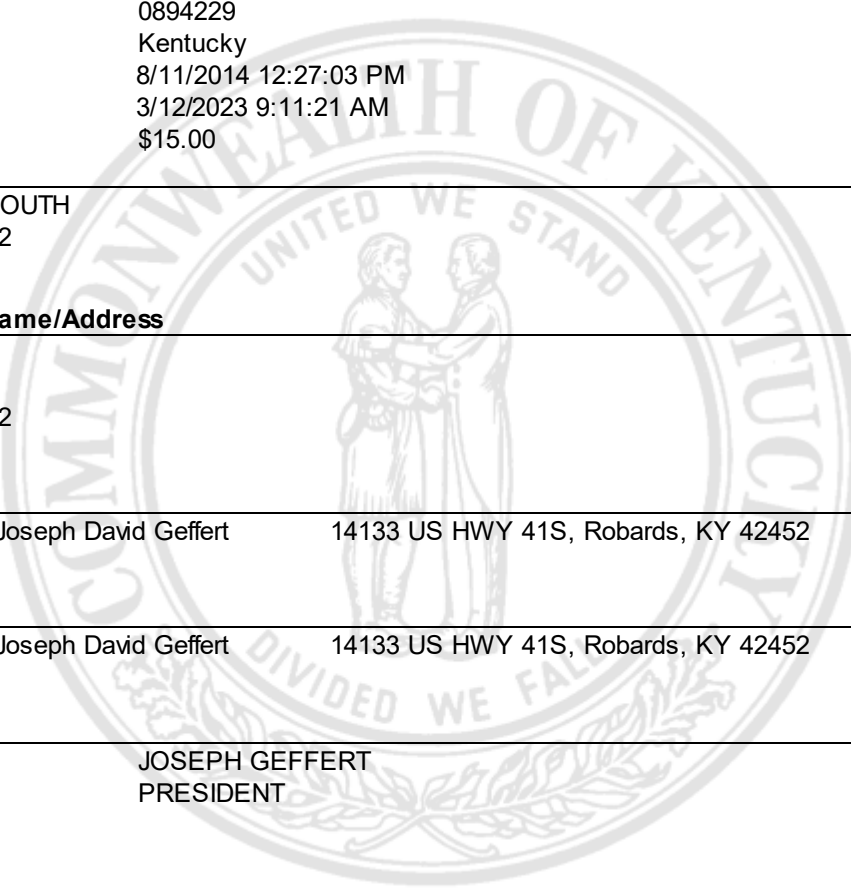 0894229
Kentucky
8/11/2014 12:27:03 PM
3/12/2023 9:11:21 AM
$15.00
OUTH
2
ame/Address
2
Joseph David Geffert 14133 US HWY 41S, Robards, KY 42452
Joseph David Geffert 14133 US HWY 41S, Robards, KY 42452
JOSEPH GEFFERT
PRESIDENT
COMMONWEALTH OF KENTUCKY
UNITED WE STAND
DIVIDED WE FALL